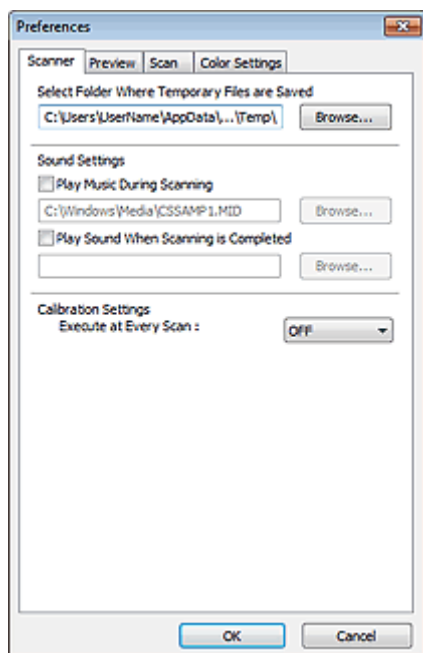 Preferences
Scanner Preview Scan Color Settings
Select Folder Where Temporary Files are Saved
C:\Users\UserName\AppData\...\Temp\ Browse...
Sound Settings
Play Music During Scanning
C:\Windows\Media\CSSAMP1.MID Browse...
Play Sound When Scanning is Completed
Browse...
Calibration Settings
Execute at Every Scan : OFF
OK Cancel